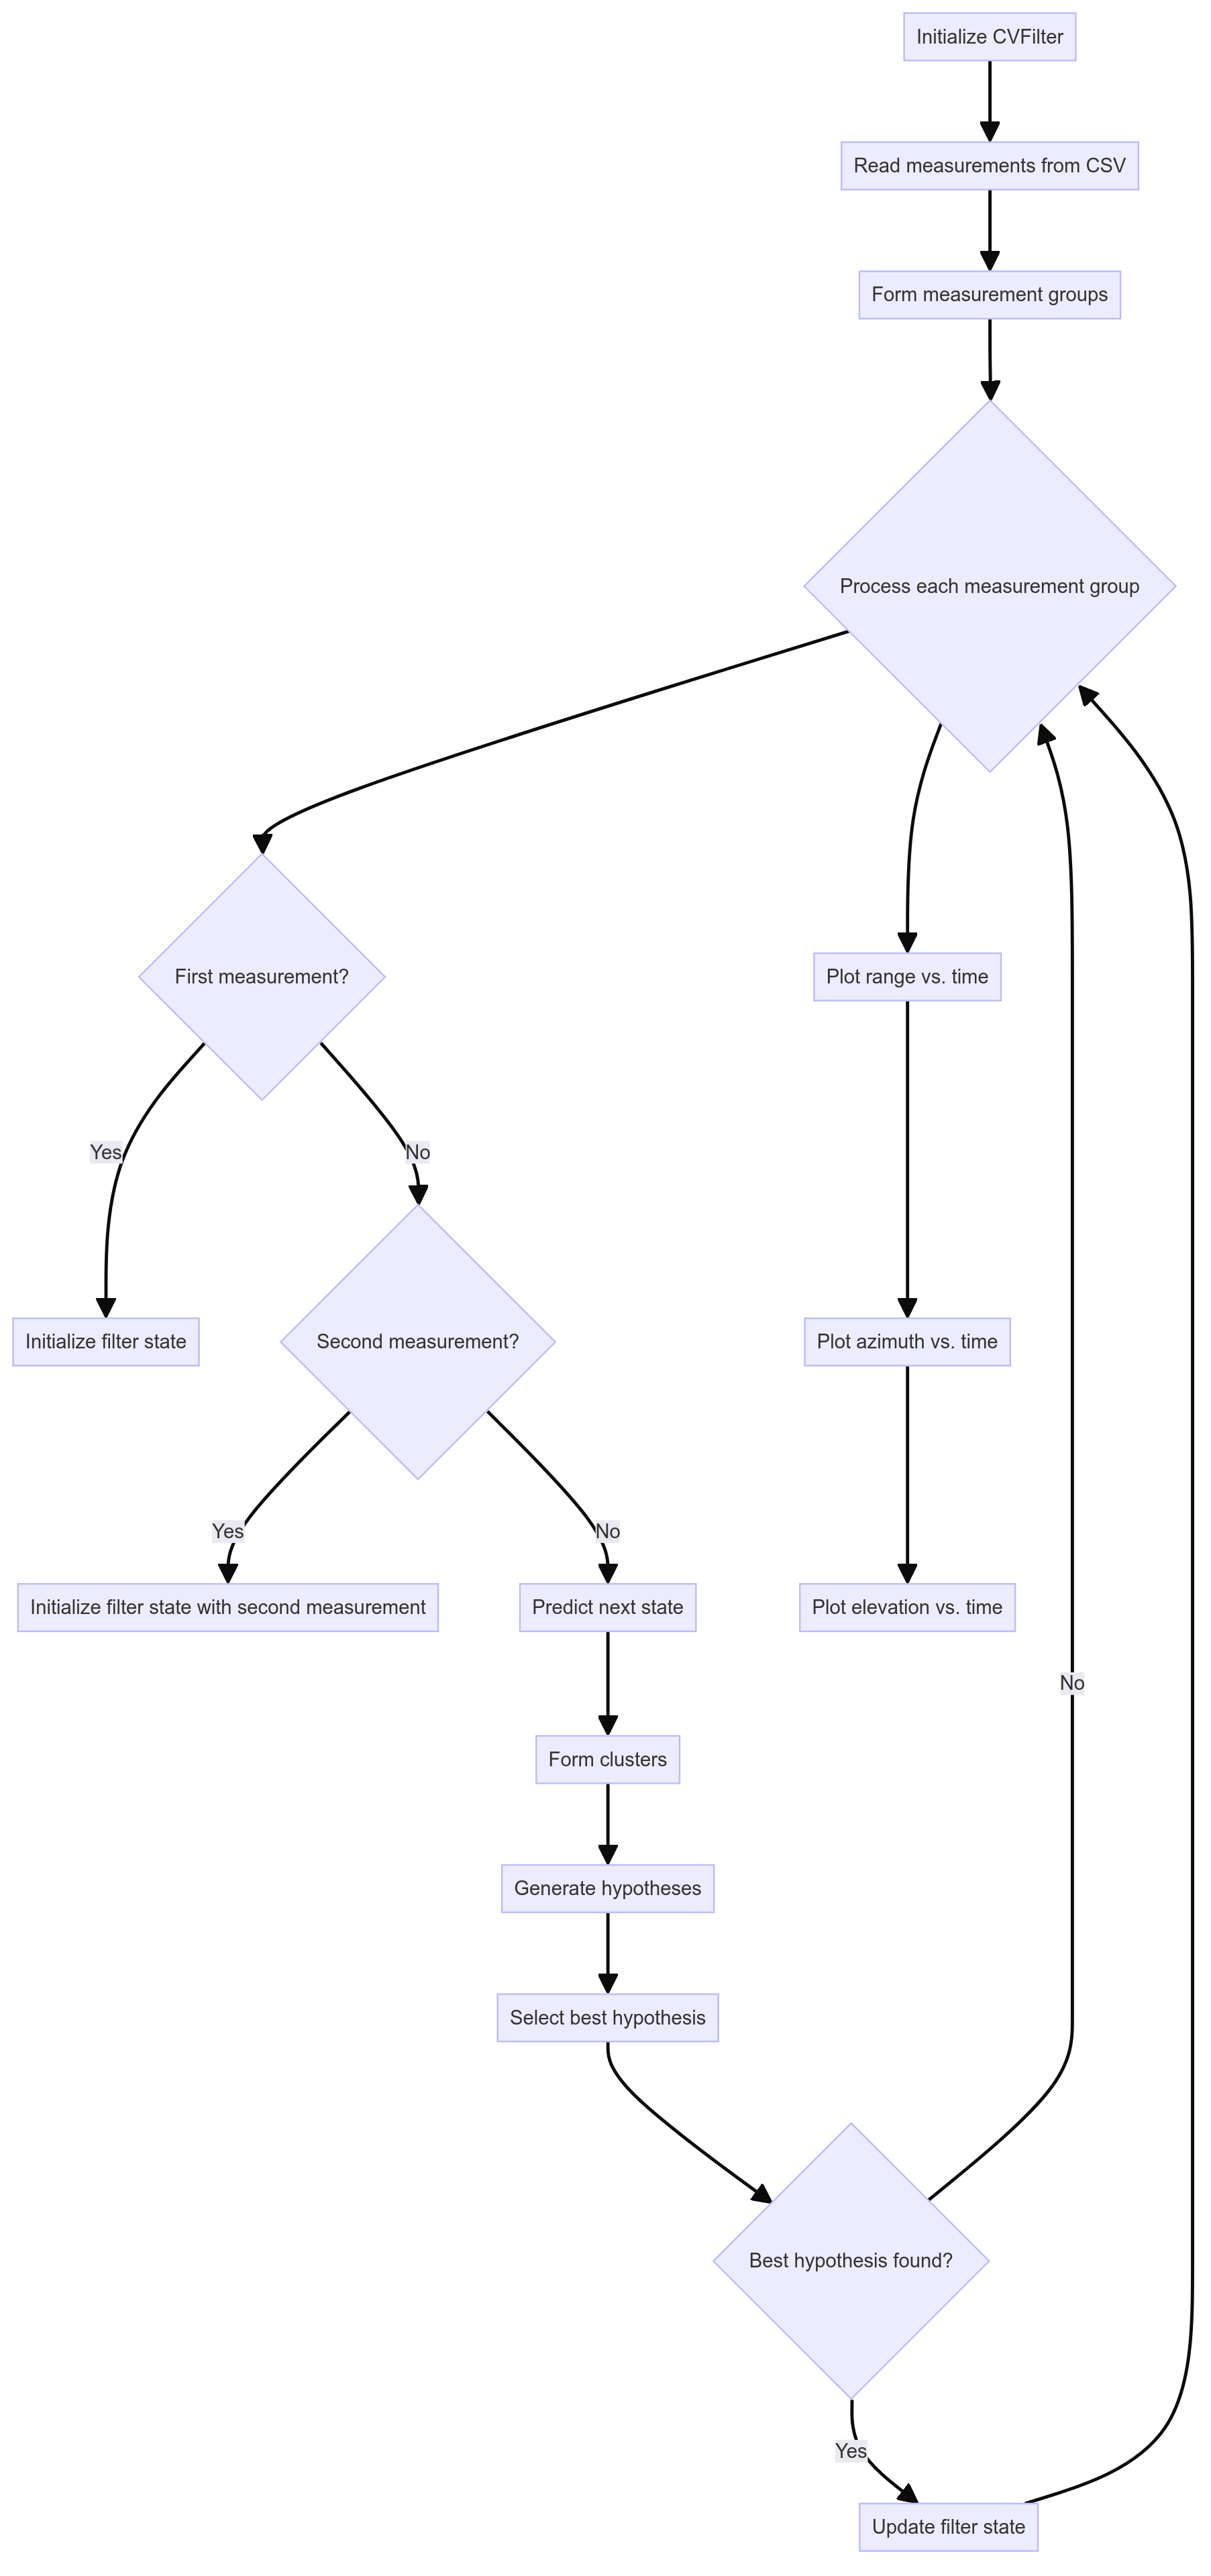 Initialize CVFilter
Read measurements from CSV
Form measurement groups
Process each measurement group
First measurement?
Plot range vs. time
Yes
No
Initialize filter state
Second measurement?
Plot azimuth vs. time
Yes
No
Initialize filter state with second measurement
Predict next state
Plot elevation vs. time
No
Form clusters
Generate hypotheses
Select best hypothesis
Best hypothesis found?
Yes
Update filter state